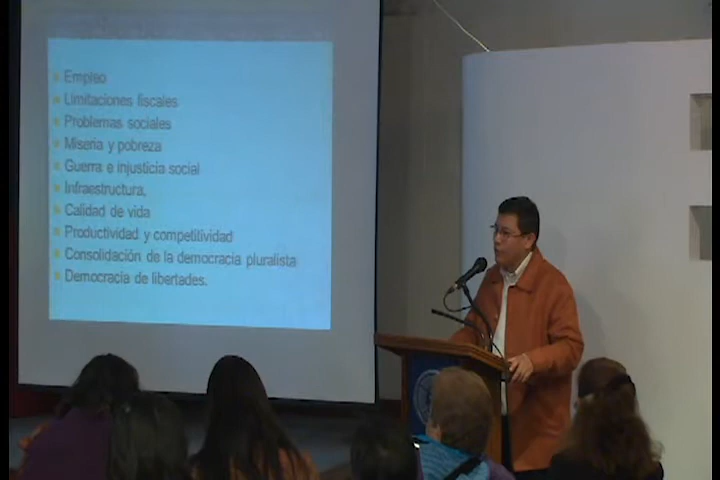 Empleo
Limitaciones fiscales
Problemas sociales
Miseria y pobreza
Guerra e injusticia social
Infraestructura,
Calidad de vida
Productividad y competitividad
Consolidación de la democracia pluralista
Democracia de libertades.